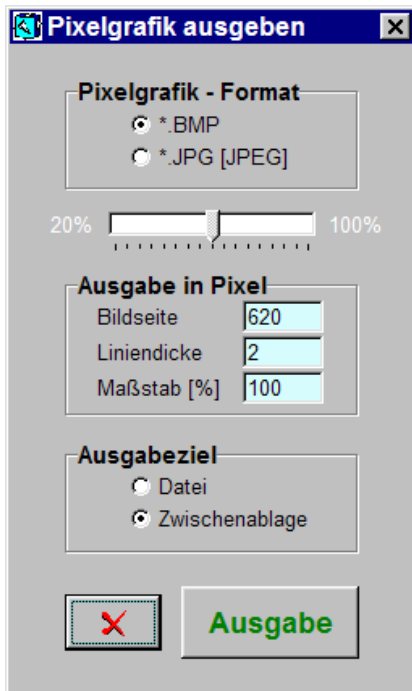 Pixelgrafik ausgeben
Pixelgrafik - Format
*.BMP
*.JPG [JPEG]
20% 100%
Ausgabe in Pixel
Bildseite 620
Liniendicke 2
Maßstab [%] 100
Ausgabeziel
Datei
Zwischenablage
Ausgabe